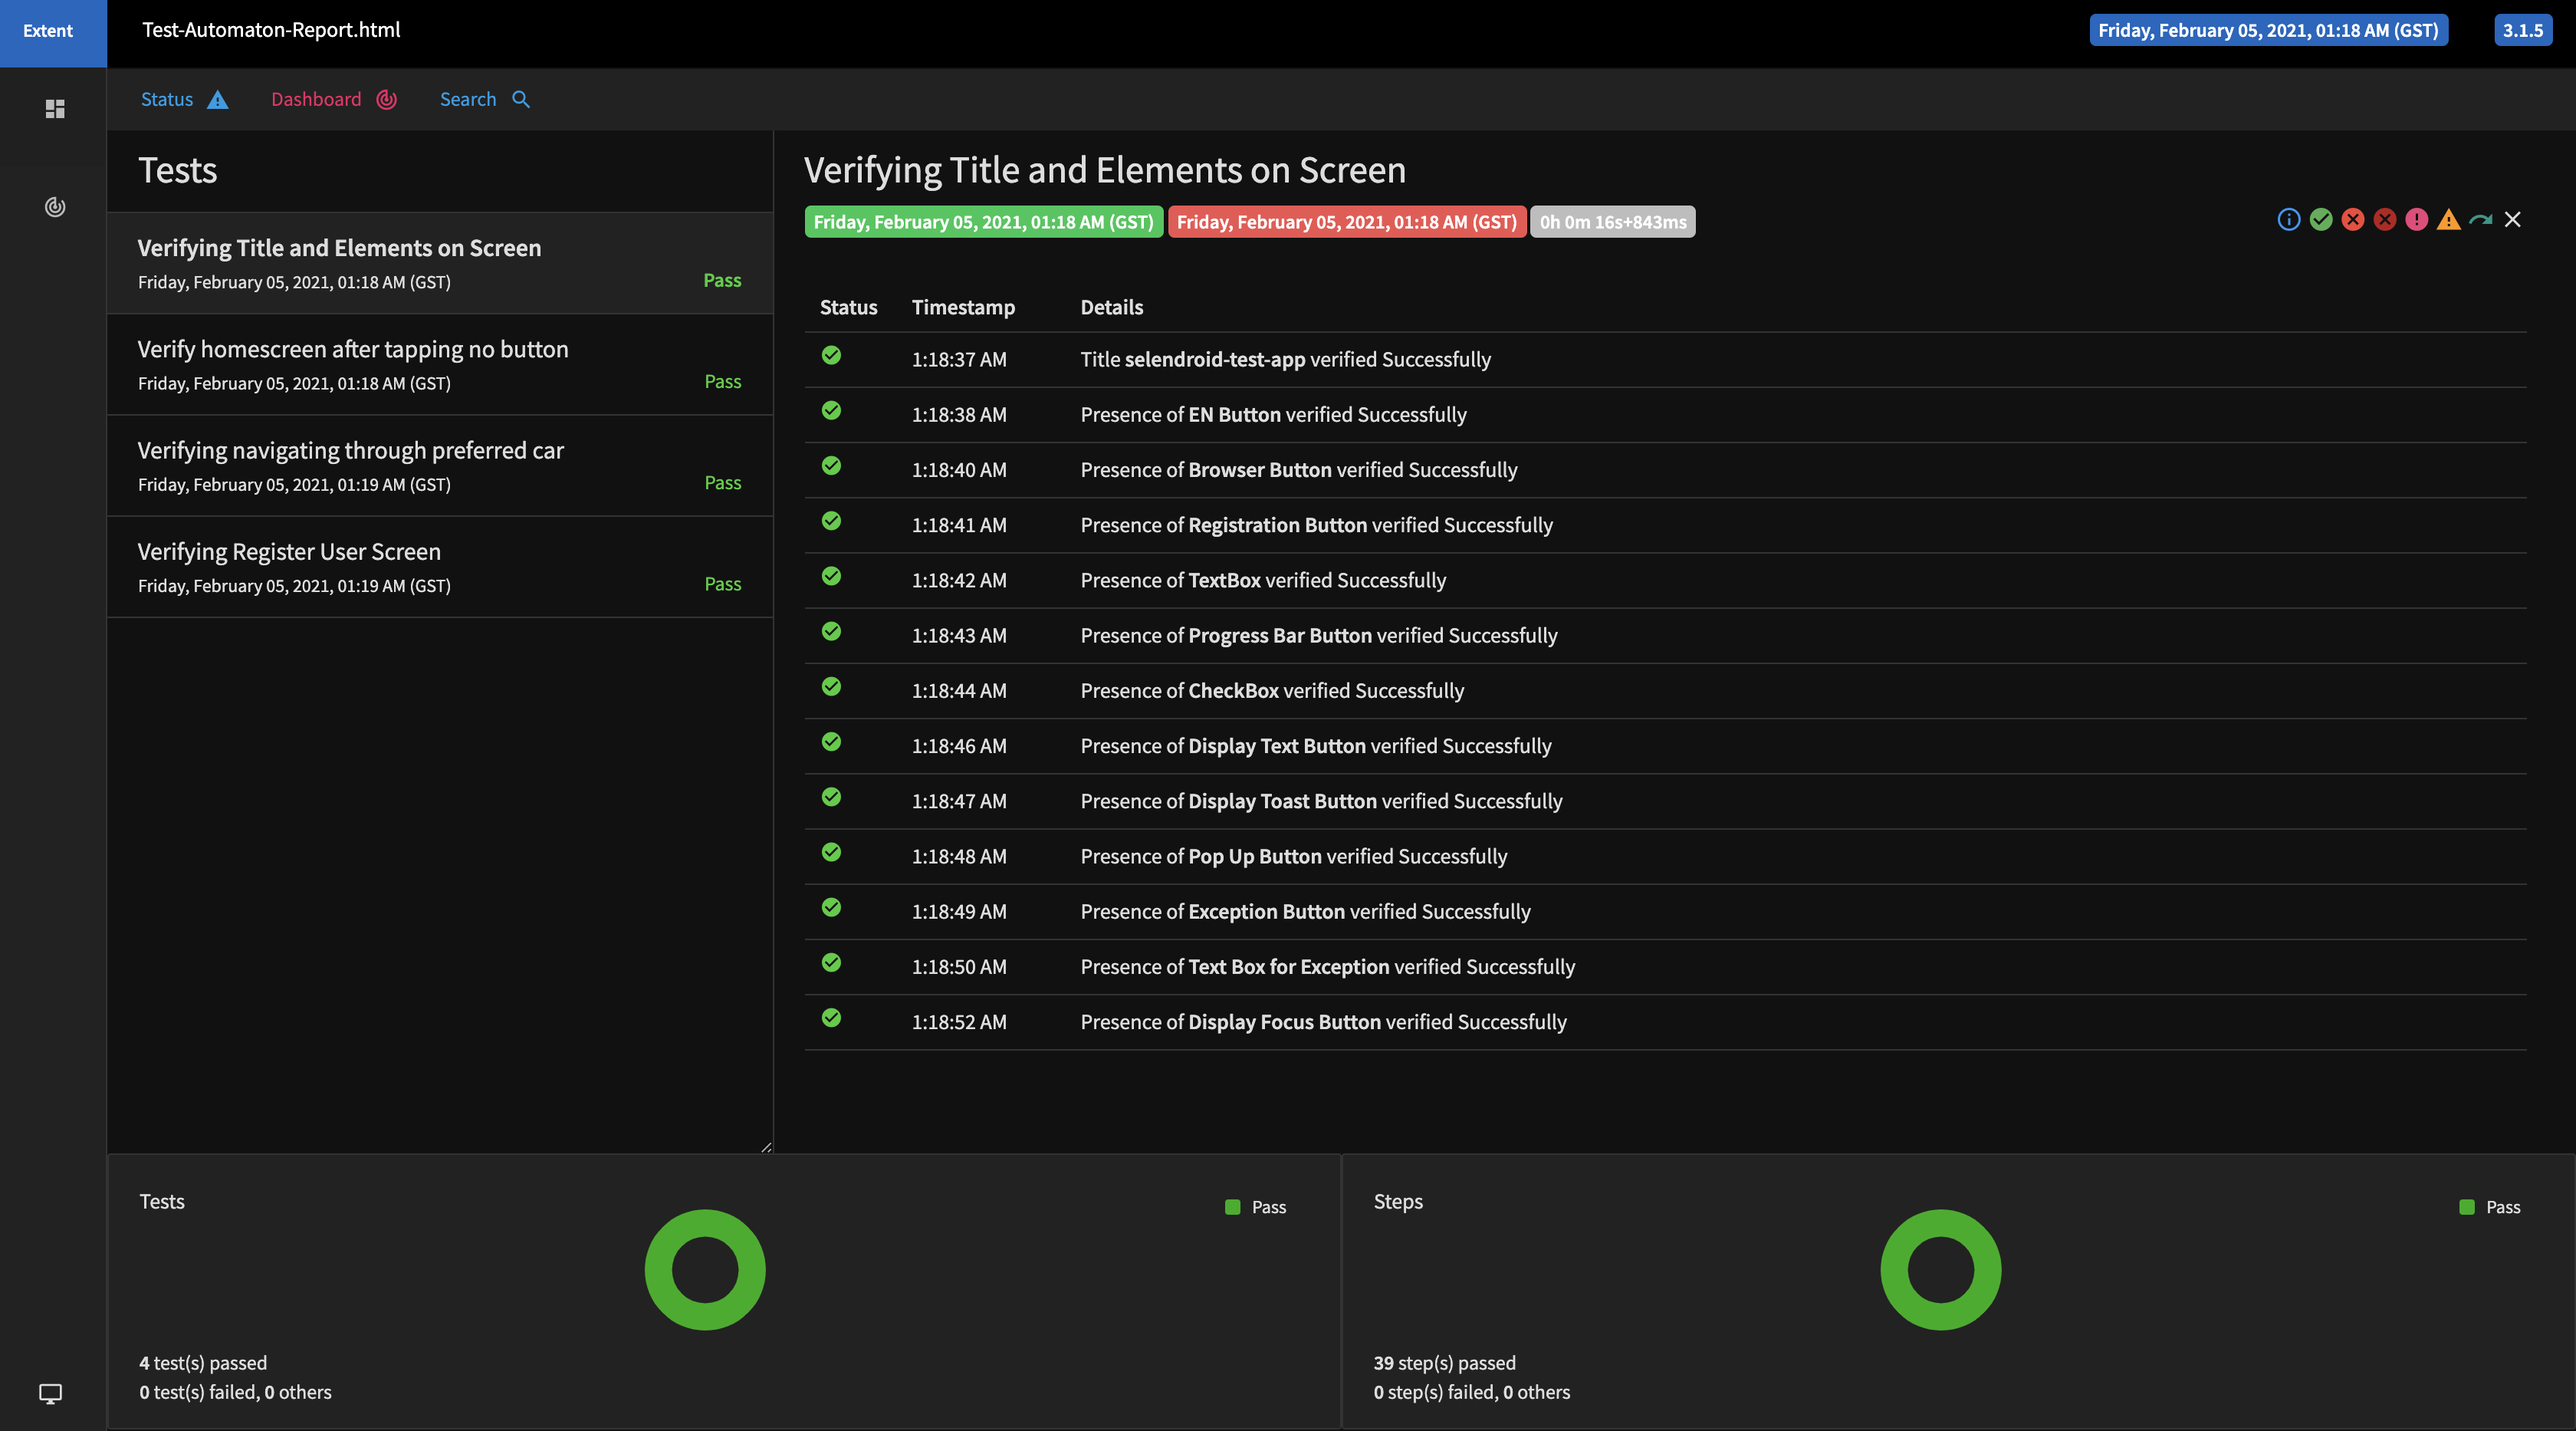 Extent
Test-Automaton-Report.html
Friday, February 05, 2021, 01:18 AM (GST)
3.1.5
Status
Dashboard
Search
Tests
Verifying Title and Elements on Screen
Friday, February 05, 2021, 01:18 AM (GST)
Pass
Verify homescreen after tapping no button
Friday, February 05, 2021, 01:18 AM (GST)
Pass
Verifying navigating through preferred car
Friday, February 05, 2021, 01:19 AM (GST)
Pass
Verifying Register User Screen
Friday, February 05, 2021, 01:19 AM (GST)
Pass
Verifying Title and Elements on Screen
Friday, February 05, 2021, 01:18 AM (GST) Friday, February 05, 2021, 01:18 AM (GST) 0h 0m 16s+843ms
Status Timestamp Details
1:18:37 AM Title selendroid-test-app verified Successfully
1:18:38 AM Presence of EN Button verified Successfully
1:18:40 AM Presence of Browser Button verified Successfully
1:18:41 AM Presence of Registration Button verified Successfully
1:18:42 AM Presence of TextBox verified Successfully
1:18:43 AM Presence of Progress Bar Button verified Successfully
1:18:44 AM Presence of CheckBox verified Successfully
1:18:46 AM Presence of Display Text Button verified Successfully
1:18:47 AM Presence of Display Toast Button verified Successfully
1:18:48 AM Presence of Pop Up Button verified Successfully
1:18:49 AM Presence of Exception Button verified Successfully
1:18:50 AM Presence of Text Box for Exception verified Successfully
1:18:52 AM Presence of Display Focus Button verified Successfully
Tests
Pass
4 test(s) passed
0 test(s) failed, 0 others
Steps
Pass
39 step(s) passed
0 step(s) failed, 0 others